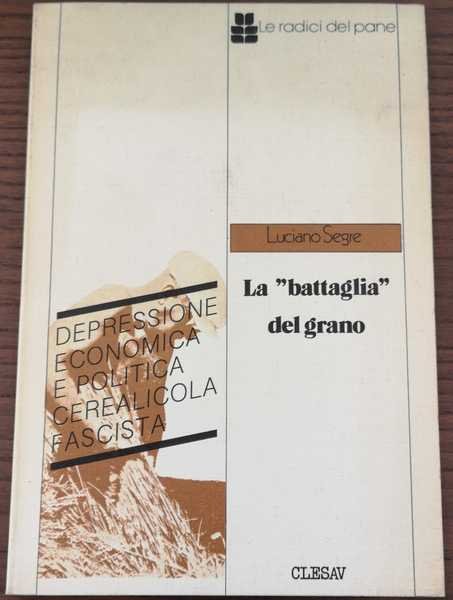 Le radici del pane
Luciano Segre
La "battaglia"
del grano
DEPRESSIONE
ECONOMICA
E POLITICA
CEREALICOLA
FASCISTA
CLESAV